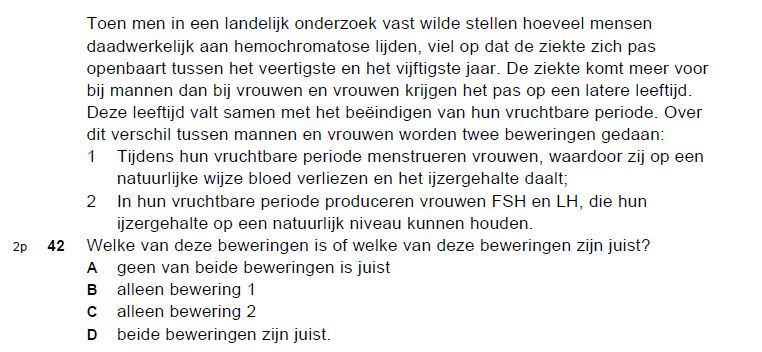 Toen men in een landelijk onderzoek vast wilde stellen hoeveel mensen
daadwerkelijk aan hemochromatose lijden, viel op dat de ziekte zich pas
openbaart tussen het veertigste en het vijftigste jaar. De ziekte komt meer voor
bij mannen dan bij vrouwen en vrouwen krijgen het pas op een latere leeftijd.
Deze leeftijd valt samen met het beëindigen van hun vruchtbare periode. Over
dit verschil tussen mannen en vrouwen worden twee beweringen gedaan:
1 Tijdens hun vruchtbare periode menstrueren vrouwen, waardoor zij op een
natuurlijke wijze bloed verliezen en het ijzergehalte daalt;
2 In hun vruchtbare periode produceren vrouwen FSH en LH, die hun
ijzergehalte op een natuurlijk niveau kunnen houden.
2p 42 Welke van deze beweringen is of welke van deze beweringen zijn juist?
A geen van beide beweringen is juist
B alleen bewering 1
C alleen bewering 2
D beide beweringen zijn juist.